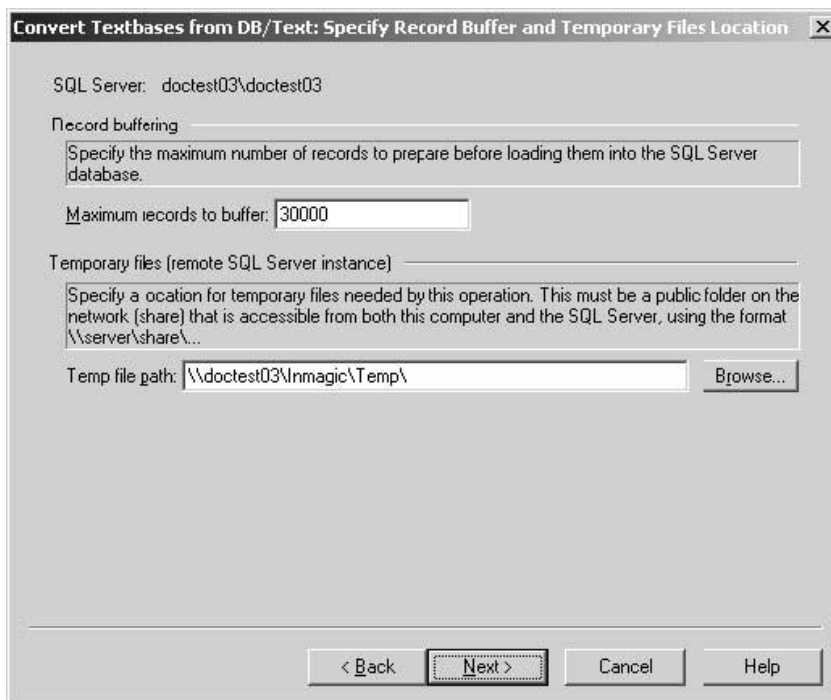 Convert Textbases from DB/Text: Specify Record Buffer and Temporary Files Location
SQL Server: doctest03\doctest03
Record buffering
Specify the maximum number of records to prepare before loading them into the SQL Server
database.
Maximum records to buffer: 30000
Temporary files (remote SQL Server instance)
Specify a ocation for temporary files needed by this operation. This must be a public folder on the
network (share) that is accessible from both this computer and the SQL Server, using the format
\\server\share\...
Temp file path: \\doctest03\Inmagic\Temp\ Browse...
< Back Next > Cancel Help